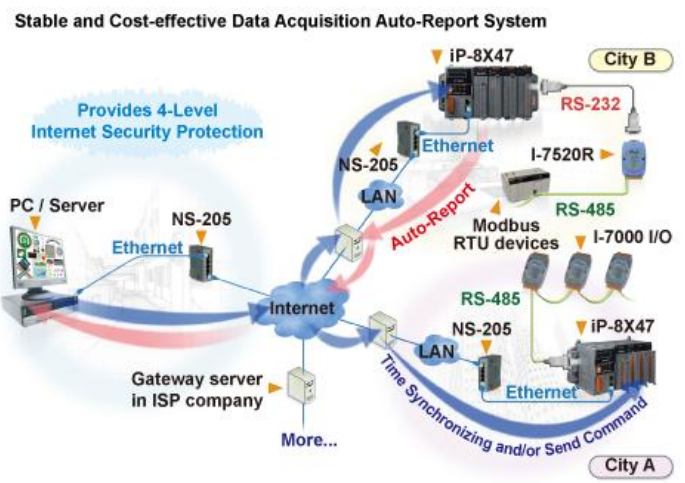 Stable and Cost-effective Data Acquisition Auto-Report System
iP-8X47
City B
Provides 4-Level
Internet Security Protection
RS-232
Ethernet
I-7520R
NS-205
LAN
PC / Server
NS-205
Auto-Report
Modbus
RTU devices
RS-485
Ethernet
I-7000 I/O
RS-485
Internet
NS-205
iP-8X47
LAN
Gateway server
in ISP company
Ethernet
Time Synchronizing and/or Send Command
More...
City A